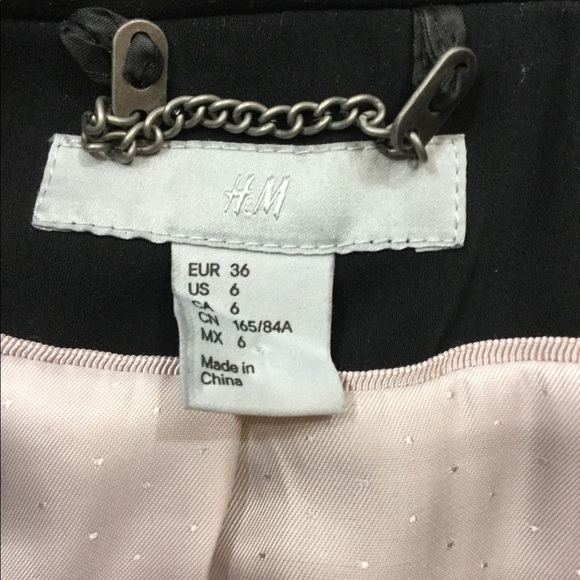 H&M
EUR 36
US 6
CA 6
CN 165/84A
MX 6
Made in
China